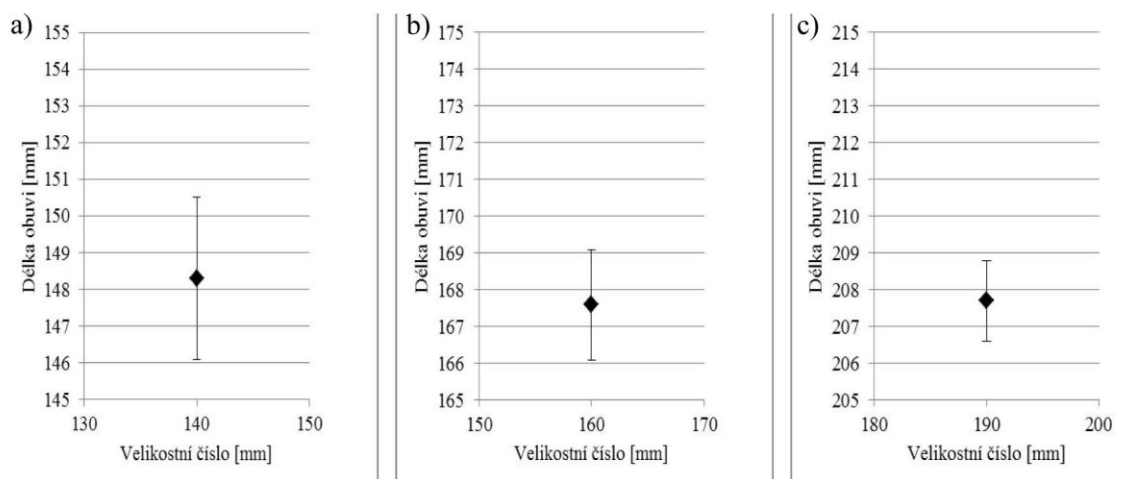 a)
155
154
153
152
151
150
149
148
147
146
145
130 140 150
Délka obuvi [mm]
Velikostní číslo [mm]
b)
175
174
173
172
171
170
169
168
167
166
165
150 160 170
Délka obuvi [mm]
Velikostní číslo [mm]
c)
215
214
213
212
211
210
209
208
207
206
205
180 190 200
Délka obuvi [mm]
Velikostní číslo [mm]